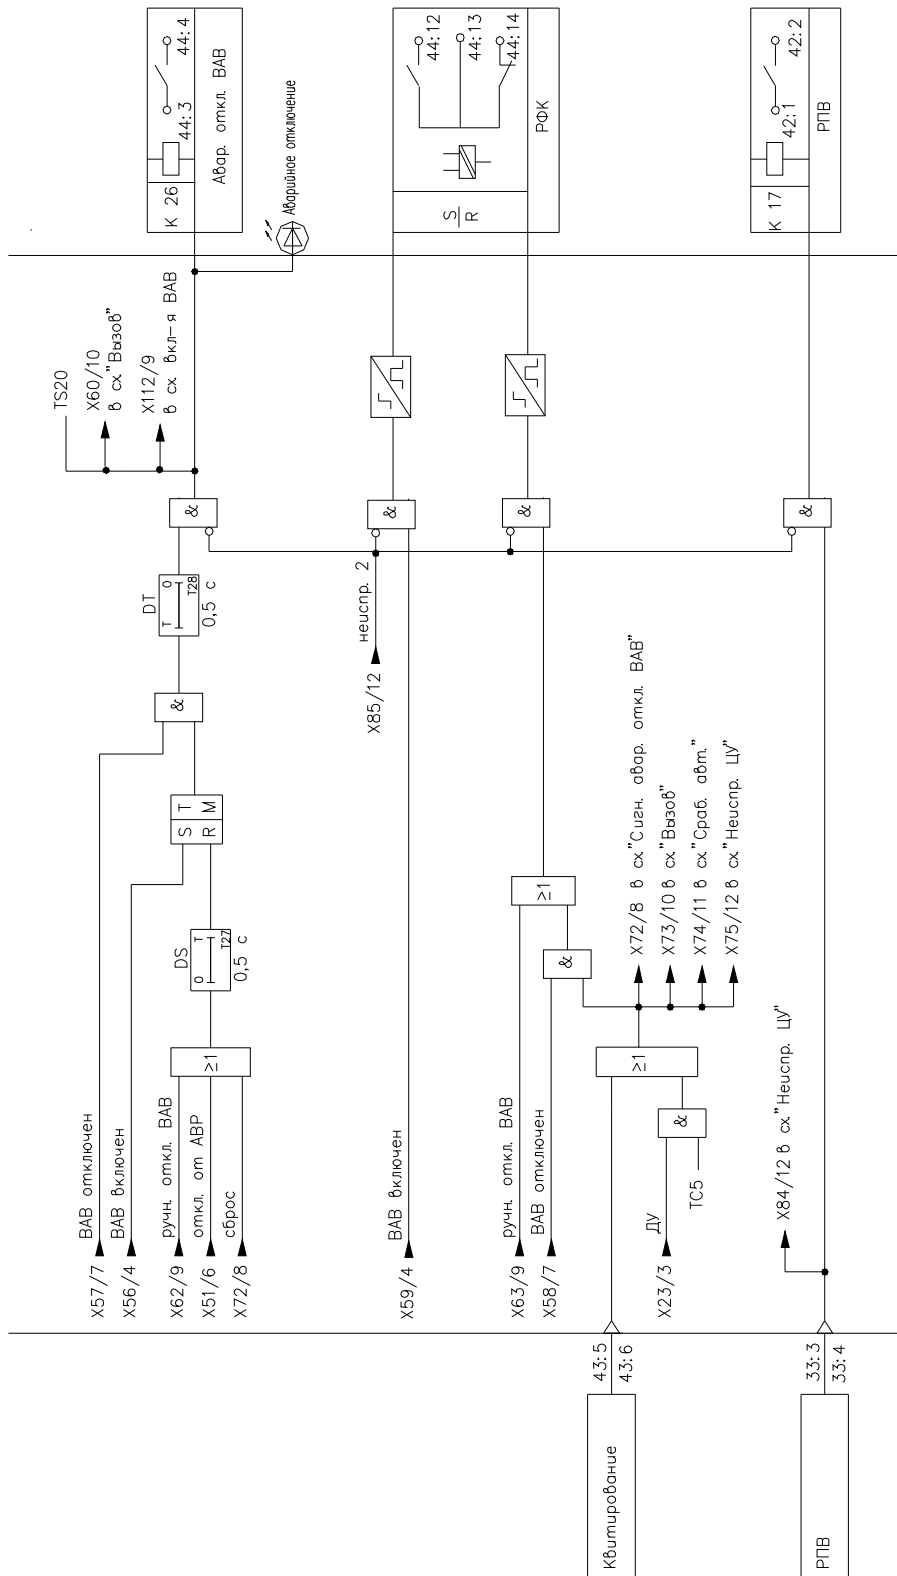 44:4
44:3
К 26
Авар. откл. ВАВ
Аварийное отключение
44:12
44:13
44:14
S
R
РФК
42:2
42:1
К 17
РПВ
TS20
X60/10
в сх."Вызов"
X112/9
в сх. вкл-я ВАВ
&
&
&
&
DT
T O
T28
0,5 с
неиспр. 2
X85/12
&
S T
R M
DS
O T
T27
0,5 с
≥1
≥1
&
X72/8 в сх."Сигн. авар. откл. ВАВ"
X73/10 в сх."Вызов"
X74/11 в сх."Сраб. авт."
X75/12 в сх."Неиспр. ЦУ"
≥1
&
TC5
X84/12 в сх."Неиспр. ЦУ"
X57/7 ВАВ отключен
X56/4 ВАВ включен
X62/9 ручн. откл. ВАВ
X51/6 откл. от АВР
X72/8 сброс
X59/4 ВАВ включен
X63/9 ручн. откл. ВАВ
X58/7 ВАВ отключен
X23/3 ДУ
43:5
43:6
33:3
33:4
Квитирование
РПВ